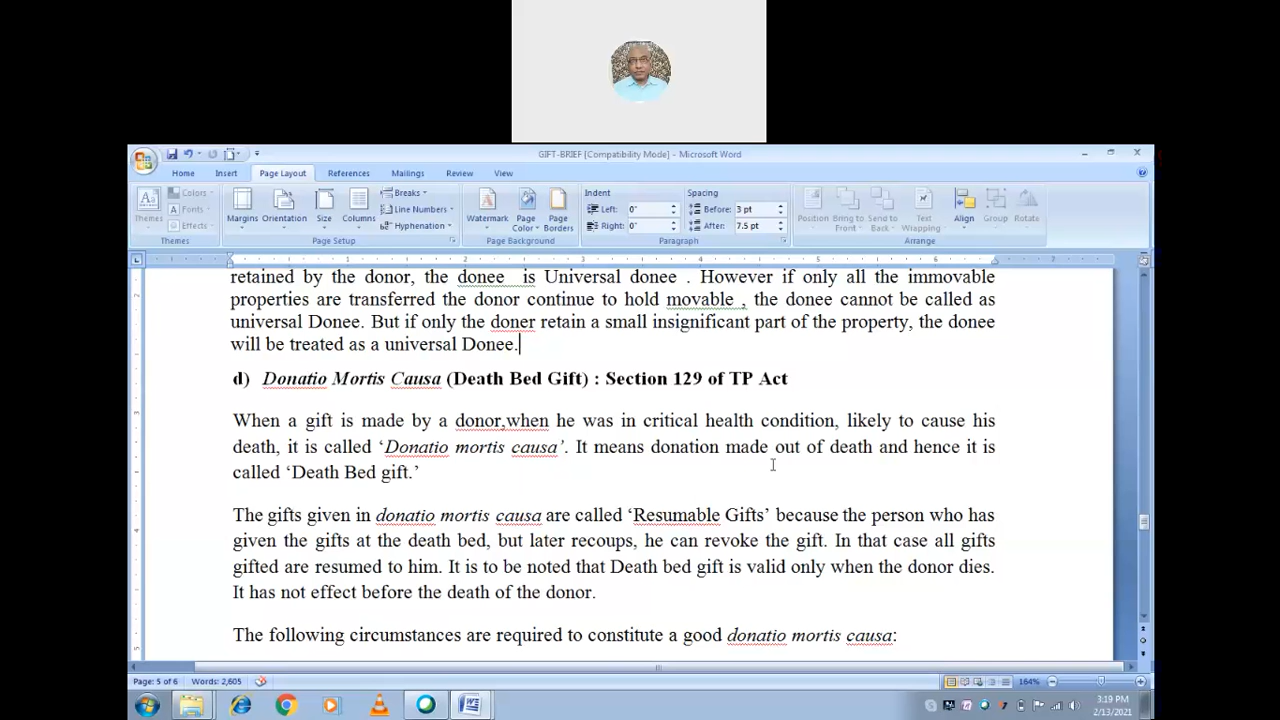 GIFT-BRIEF [Compatibility Mode] - Microsoft Word
Home Insert Page Layout References Mailings Review View
Themes Colors Fonts Effects Margins Orientation Size Columns Breaks Line Numbers Hyphenation Watermark Page Color Page Borders Indent Left: 0" Right: 0" Spacing Before: 3 pt After: 7.5 pt Position Bring to Front Send to Back Text Wrapping Align Group Rotate
Themes Page Setup Page Background Paragraph Arrange
retained by the donor, the donee is Universal donee . However if only all the immovable
properties are transferred the donor continue to hold movable , the donee cannot be called as
universal Donee. But if only the doner retain a small insignificant part of the property, the donee
will be treated as a universal Donee.
d) Donatio Mortis Causa (Death Bed Gift) : Section 129 of TP Act
When a gift is made by a donor,when he was in critical health condition, likely to cause his
death, it is called ‘Donatio mortis causa’. It means donation made out of death and hence it is
called ‘Death Bed gift.’
The gifts given in donatio mortis causa are called ‘Resumable Gifts’ because the person who has
given the gifts at the death bed, but later recoups, he can revoke the gift. In that case all gifts
gifted are resumed to him. It is to be noted that Death bed gift is valid only when the donor dies.
It has not effect before the death of the donor.
The following circumstances are required to constitute a good donatio mortis causa:
Page: 5 of 6 Words: 2,605 164%
3:19 PM
2/13/2021